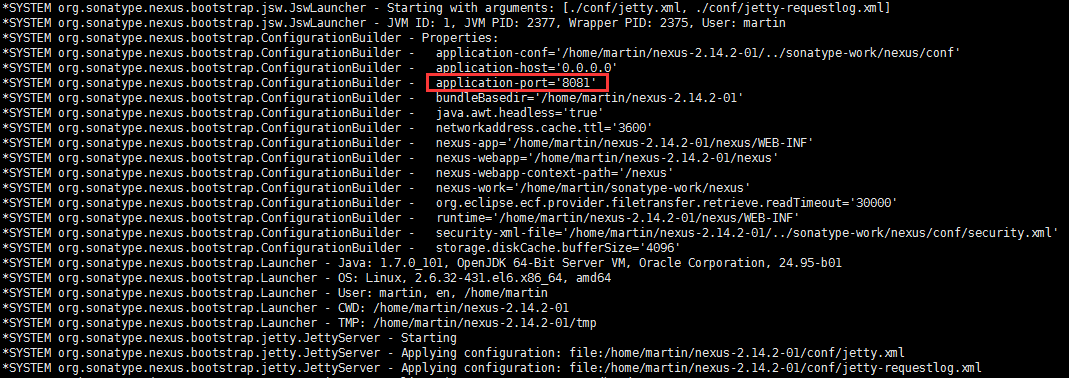 *SYSTEM org.sonatype.nexus.bootstrap.jsw.JswLauncher - Starting with arguments: [./conf/jetty.xml, ./conf/jetty-requestlog.xml]
*SYSTEM org.sonatype.nexus.bootstrap.jsw.JswLauncher - JVM ID: 1, JVM PID: 2377, Wrapper PID: 2375, User: martin
*SYSTEM org.sonatype.nexus.bootstrap.ConfigurationBuilder - Properties:
*SYSTEM org.sonatype.nexus.bootstrap.ConfigurationBuilder -   application-conf='/home/martin/nexus-2.14.2-01/../sonatype-work/nexus/conf'
*SYSTEM org.sonatype.nexus.bootstrap.ConfigurationBuilder -   application-host='0.0.0.0'
*SYSTEM org.sonatype.nexus.bootstrap.ConfigurationBuilder -   application-port='8081'
*SYSTEM org.sonatype.nexus.bootstrap.ConfigurationBuilder -   bundleBasedir='/home/martin/nexus-2.14.2-01'
*SYSTEM org.sonatype.nexus.bootstrap.ConfigurationBuilder -   java.awt.headless='true'
*SYSTEM org.sonatype.nexus.bootstrap.ConfigurationBuilder -   networkaddress.cache.ttl='3600'
*SYSTEM org.sonatype.nexus.bootstrap.ConfigurationBuilder -   nexus-app='/home/martin/nexus-2.14.2-01/nexus/WEB-INF'
*SYSTEM org.sonatype.nexus.bootstrap.ConfigurationBuilder -   nexus-webapp='/home/martin/nexus-2.14.2-01/nexus'
*SYSTEM org.sonatype.nexus.bootstrap.ConfigurationBuilder -   nexus-webapp-context-path='/nexus'
*SYSTEM org.sonatype.nexus.bootstrap.ConfigurationBuilder -   nexus-work='/home/martin/sonatype-work/nexus'
*SYSTEM org.sonatype.nexus.bootstrap.ConfigurationBuilder -   org.eclipse.ecf.provider.filetransfer.retrieve.readTimeout='30000'
*SYSTEM org.sonatype.nexus.bootstrap.ConfigurationBuilder -   runtime='/home/martin/nexus-2.14.2-01/nexus/WEB-INF'
*SYSTEM org.sonatype.nexus.bootstrap.ConfigurationBuilder -   security-xml-file='/home/martin/nexus-2.14.2-01/../sonatype-work/nexus/conf/security.xml'
*SYSTEM org.sonatype.nexus.bootstrap.ConfigurationBuilder -   storage.diskCache.bufferSize='4096'
*SYSTEM org.sonatype.nexus.bootstrap.Launcher - Java: 1.7.0_101, OpenJDK 64-Bit Server VM, Oracle Corporation, 24.95-b01
*SYSTEM org.sonatype.nexus.bootstrap.Launcher - OS: Linux, 2.6.32-431.el6.x86_64, amd64
*SYSTEM org.sonatype.nexus.bootstrap.Launcher - User: martin, en, /home/martin
*SYSTEM org.sonatype.nexus.bootstrap.Launcher - CWD: /home/martin/nexus-2.14.2-01
*SYSTEM org.sonatype.nexus.bootstrap.Launcher - TMP: /home/martin/nexus-2.14.2-01/tmp
*SYSTEM org.sonatype.nexus.bootstrap.jetty.JettyServer - Starting
*SYSTEM org.sonatype.nexus.bootstrap.jetty.JettyServer - Applying configuration: file:/home/martin/nexus-2.14.2-01/conf/jetty.xml
*SYSTEM org.sonatype.nexus.bootstrap.jetty.JettyServer - Applying configuration: file:/home/martin/nexus-2.14.2-01/conf/jetty-requestlog.xml